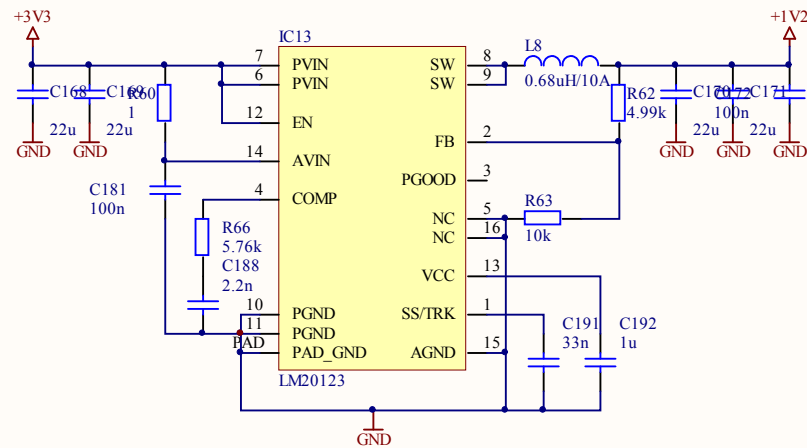 +3V3
IC13
+1V2
L8
0.68uH/10A
7 PVIN
6 PVIN
12 EN
14 AVIN
4 COMP
10 PGND
11 PGND
PAD PAD_GND
SW 8
SW 9
FB 2
PGOOD 3
NC 5
NC 16
VCC 13
SS/TRK 1
AGND 15
LM20123
C168
22u
GND
C169
22u
GND
R60
1
C181
100n
R66
5.76k
C188
2.2n
R62
4.99k
R63
10k
C170
22u
GND
C172
100n
GND
C171
22u
GND
C191
33n
C192
1u
GND